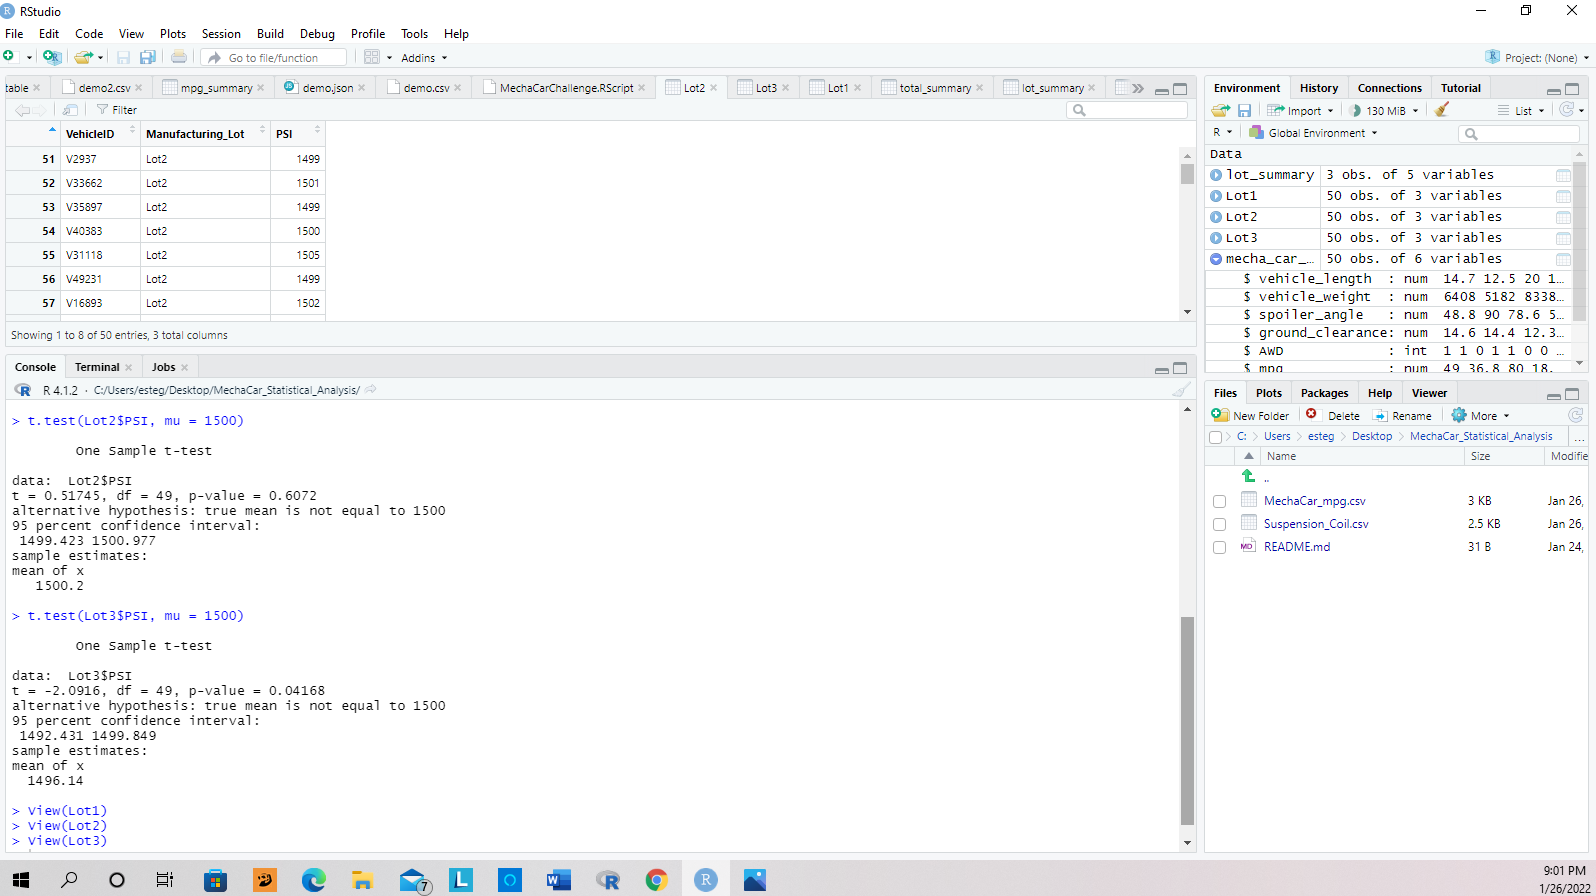 RStudio
File Edit Code View Plots Session Build Debug Profile Tools Help
Go to file/function Addins Project: (None)
table demo2.csv mpg_summary demo.json demo.csv MechaCarChallenge.RScript Lot2 Lot3 Lot1 total_summary lot_summary
Filter
VehicleID Manufacturing_Lot PSI
51 V2937 Lot2 1499
52 V33662 Lot2 1501
53 V35897 Lot2 1499
54 V40383 Lot2 1500
55 V31118 Lot2 1505
56 V49231 Lot2 1499
57 V16893 Lot2 1502
Showing 1 to 8 of 50 entries, 3 total columns
Console Terminal Jobs
R 4.1.2 · C:/Users/esteg/Desktop/MechaCar_Statistical_Analysis/
> t.test(Lot2$PSI, mu = 1500)
One Sample t-test
data: Lot2$PSI
t = 0.51745, df = 49, p-value = 0.6072
alternative hypothesis: true mean is not equal to 1500
95 percent confidence interval:
1499.423 1500.977
sample estimates:
mean of x
1500.2
> t.test(Lot3$PSI, mu = 1500)
One Sample t-test
data: Lot3$PSI
t = -2.0916, df = 49, p-value = 0.04168
alternative hypothesis: true mean is not equal to 1500
95 percent confidence interval:
1492.431 1499.849
sample estimates:
mean of x
1496.14
> View(Lot1)
> View(Lot2)
> View(Lot3)
Environment History Connections Tutorial
Import 130 MiB List
R Global Environment
Data
lot_summary 3 obs. of 5 variables
Lot1 50 obs. of 3 variables
Lot2 50 obs. of 3 variables
Lot3 50 obs. of 3 variables
mecha_car_… 50 obs. of 6 variables
$ vehicle_length : num 14.7 12.5 20 1…
$ vehicle_weight : num 6408 5182 8338…
$ spoiler_angle : num 48.8 90 78.6 5…
$ ground_clearance: num 14.6 14.4 12.3…
$ AWD : int 1 1 0 1 1 0 0 …
$ mpg : num 49 36.8 80 18.…
Files Plots Packages Help Viewer
New Folder Delete Rename More
C: Users esteg Desktop MechaCar_Statistical_Analysis ...
Name Size Modifie
..
MechaCar_mpg.csv 3 KB Jan 26,
Suspension_Coil.csv 2.5 KB Jan 26,
MD README.md 31 B Jan 24,
7
9:01 PM
1/26/2022